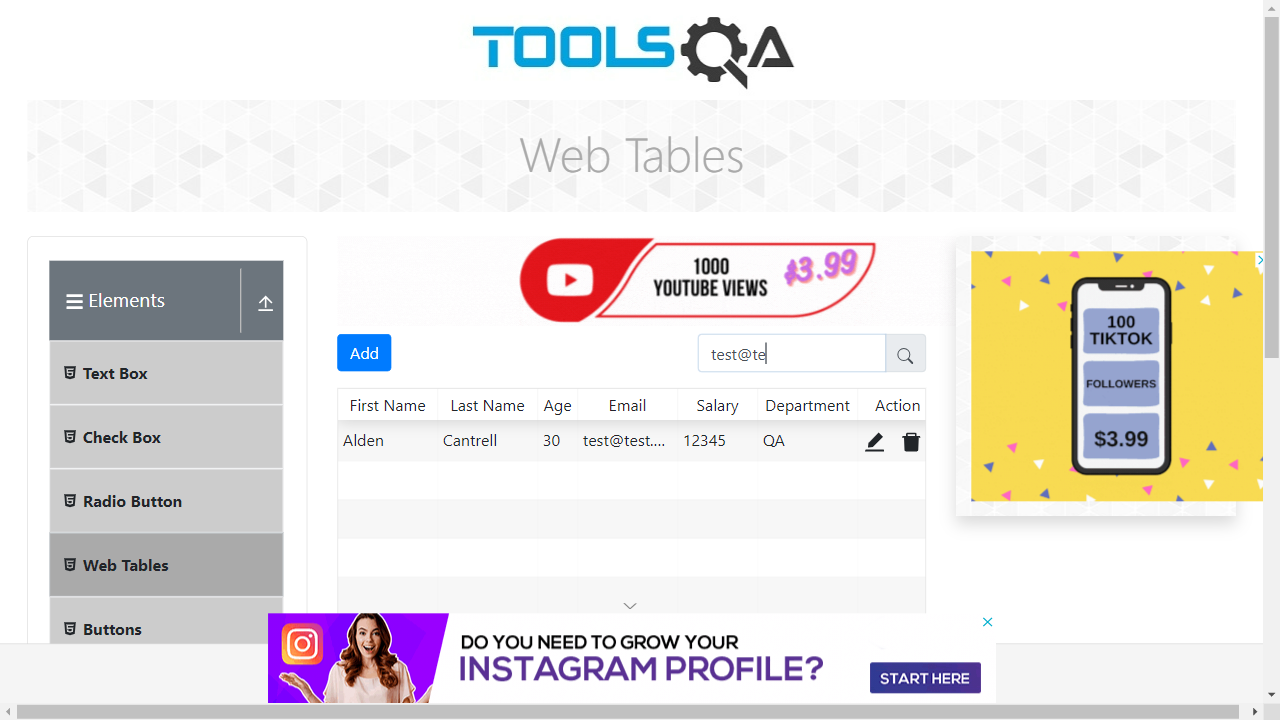 TOOLSQA
Web Tables
Elements
Text Box
Check Box
Radio Button
Web Tables
Buttons
1000
YOUTUBE VIEWS
$3.99
Add
test@te
First Name Last Name Age Email Salary Department Action
Alden Cantrell 30 test@test.... 12345 QA
100
TIKTOK
FOLLOWERS
$3.99
DO YOU NEED TO GROW YOUR
INSTAGRAM PROFILE?
START HERE